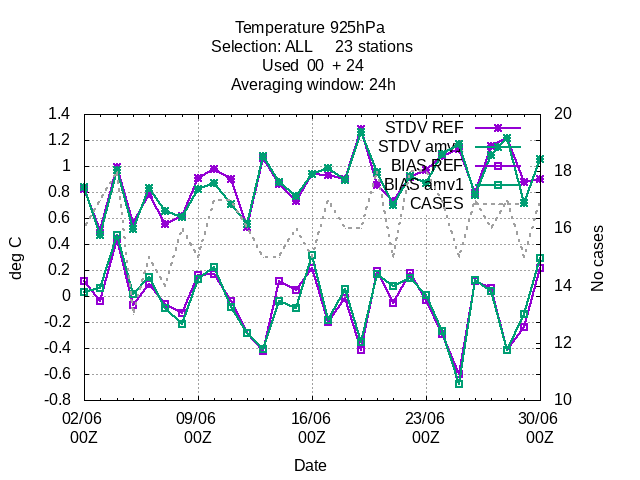 Temperature 925hPa
Selection: ALL 23 stations
Used 00 + 24
Averaging window: 24h
1.4
1.2
1
0.8
0.6
0.4
0.2
0
-0.2
-0.4
-0.6
-0.8
deg C
STDV REF
STDV amv1
BIAS REF
BIAS amv1
CASES
20
18
16
14
12
10
No cases
02/06 09/06 16/06 23/06 30/06
00Z 00Z 00Z 00Z 00Z
Date